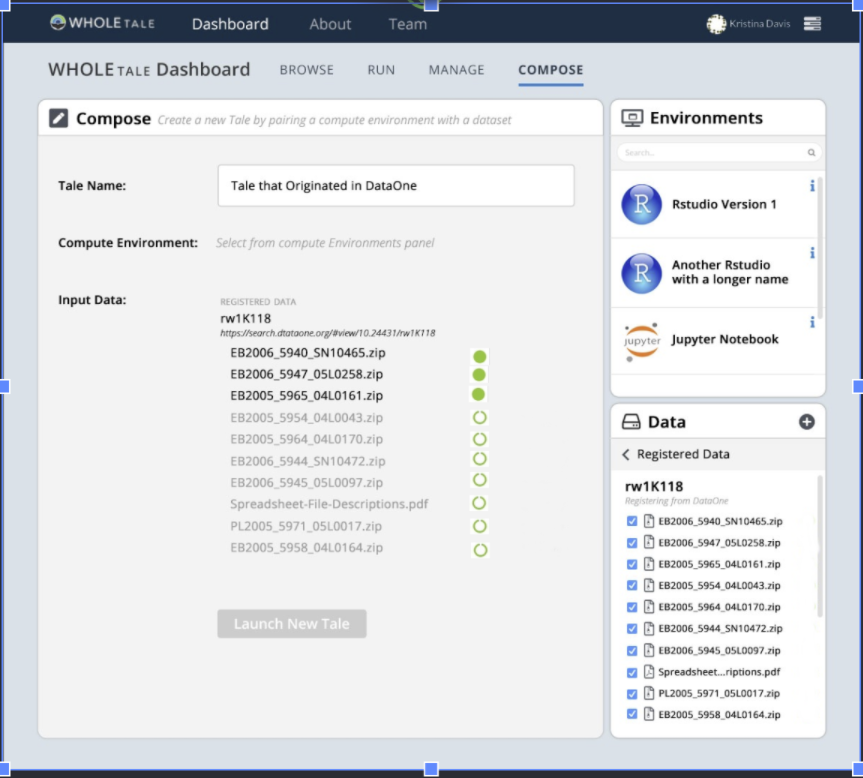 WHOLE TALE Dashboard About Team Kristina Davis
WHOLE TALE Dashboard BROWSE RUN MANAGE COMPOSE
Compose Create a new Tale by pairing a compute environment with a dataset
Tale Name: Tale that Originated in DataOne
Compute Environment: Select from compute Environments panel
Input Data: REGISTERED DATA
rw1K118
https://search.dtataone.org/#view/10.24431/rw1K118
EB2006_5940_SN10465.zip
EB2006_5947_05L0258.zip
EB2005_5965_04L0161.zip
EB2005_5954_04L0043.zip
EB2005_5964_04L0170.zip
EB2006_5944_SN10472.zip
EB2006_5945_05L0097.zip
Spreadsheet-File-Descriptions.pdf
PL2005_5971_05L0017.zip
EB2005_5958_04L0164.zip
Launch New Tale
Environments
Search...
R Rstudio Version 1 i
R Another Rstudio
with a longer name i
jupyter Jupyter Notebook i
Data
Registered Data
rw1K118
Registering from DataOne
EB2006_5940_SN10465.zip
EB2006_5947_05L0258.zip
EB2005_5965_04L0161.zip
EB2005_5954_04L0043.zip
EB2005_5964_04L0170.zip
EB2006_5944_SN10472.zip
EB2006_5945_05L0097.zip
Spreadsheet...riptions.pdf
PL2005_5971_05L0017.zip
EB2005_5958_04L0164.zip